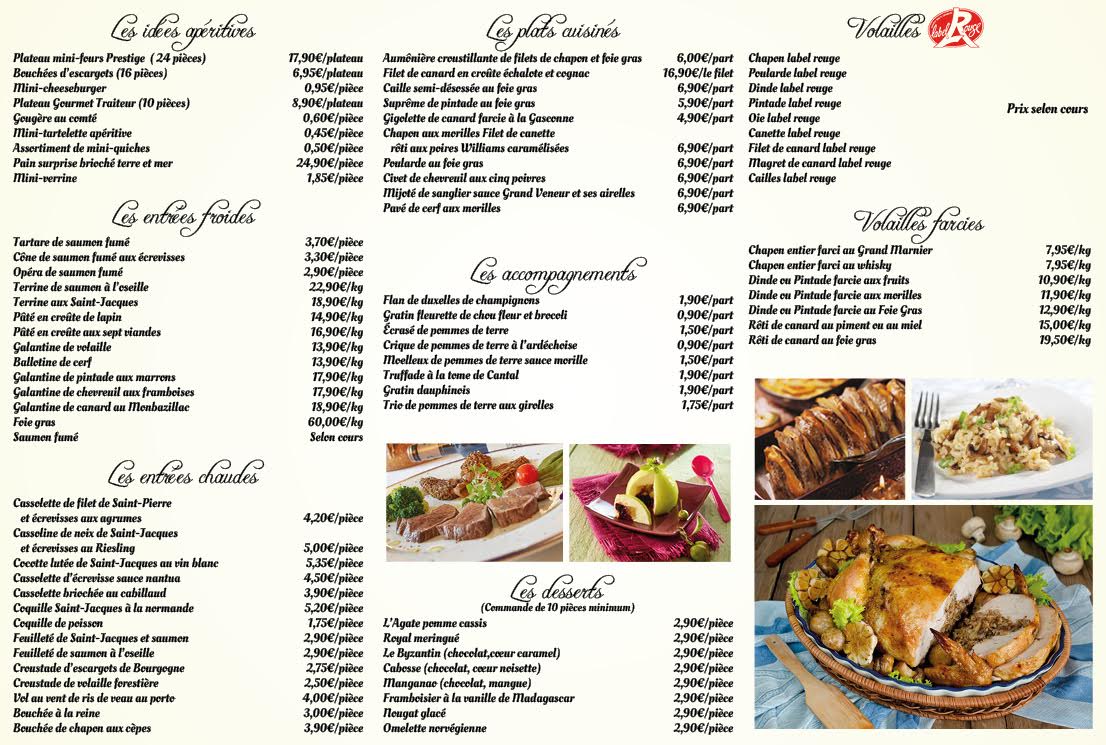 Les idées apéritives
Plateau mini-fours Prestige ( 24 pièces) 17,90€/plateau
Bouchées d'escargots (16 pièces) 6,95€/plateau
Mini-cheeseburger 0,95€/pièce
Plateau Gourmet Traiteur (10 pièces) 8,90€/plateau
Gougère au comté 0,60€/pièce
Mini-tartelette apéritive 0,45€/pièce
Assortiment de mini-quiches 0,50€/pièce
Pain surprise brioché terre et mer 24,90€/pièce
Mini-verrine 1,85€/pièce
Les entrées froides
Tartare de saumon fumé 3,70€/pièce
Cône de saumon fumé aux écrevisses 3,30€/pièce
Opéra de saumon fumé 2,90€/pièce
Terrine de saumon à l'oseille 22,90€/kg
Terrine aux Saint-Jacques 18,90€/kg
Pâté en croûte de lapin 14,90€/kg
Pâté en croûte aux sept viandes 16,90€/kg
Galantine de volaille 13,90€/kg
Ballotine de cerf 13,90€/kg
Galantine de pintade aux marrons 17,90€/kg
Galantine de chevreuil aux framboises 17,90€/kg
Galantine de canard au Monbazillac 18,90€/kg
Foie gras 60,00€/kg
Saumon fumé Selon cours
Les entrées chaudes
Cassolette de filet de Saint-Pierre
et écrevisses aux agrumes 4,20€/pièce
Cassoline de noix de Saint-Jacques
et écrevisses au Riesling 5,00€/pièce
Cocotte lutée de Saint-Jacques au vin blanc 5,35€/pièce
Cassolette d'écrevisse sauce nantua 4,50€/pièce
Cassolette briochée au cabillaud 3,90€/pièce
Coquille Saint-Jacques à la normande 5,20€/pièce
Coquille de poisson 1,75€/pièce
Feuilleté de Saint-Jacques et saumon 2,90€/pièce
Feuilleté de saumon à l'oseille 2,90€/pièce
Croustade d'escargots de Bourgogne 2,75€/pièce
Croustade de volaille forestière 2,50€/pièce
Vol au vent de ris de veau au porto 4,00€/pièce
Bouchée à la reine 3,00€/pièce
Bouchée de chapon aux cèpes 3,90€/pièce
Les plats cuisinés
Aumônière croustillante de filets de chapon et foie gras 6,00€/part
Filet de canard en croûte échalote et cognac 16,90€/le filet
Caille semi-désossée au foie gras 6,90€/part
Suprême de pintade au foie gras 5,90€/part
Gigolette de canard farcie à la Gasconne 4,90€/part
Chapon aux morilles Filet de canette
rôti aux poires Williams caramélisées 6,90€/part
Poularde au foie gras 6,90€/part
Civet de chevreuil aux cinq poivres 6,90€/part
Mijoté de sanglier sauce Grand Veneur et ses airelles 6,90€/part
Pavé de cerf aux morilles 6,90€/part
Les accompagnements
Flan de duxelles de champignons 1,90€/part
Gratin fleurette de chou fleur et brocoli 0,90€/part
Écrasé de pommes de terre 1,50€/part
Crique de pommes de terre à l'ardéchoise 0,90€/part
Moelleux de pommes de terre sauce morille 1,50€/part
Truffade à la tome de Cantal 1,90€/part
Gratin dauphinois 1,90€/part
Trio de pommes de terre aux girolles 1,75€/part
Les desserts
(Commande de 10 pièces minimum)
L'Agate pomme cassis 2,90€/pièce
Royal meringué 2,90€/pièce
Le Byzantin (chocolat,coeur caramel) 2,90€/pièce
Cabosse (chocolat, coeur noisette) 2,90€/pièce
Manganao (chocolat, mangue) 2,90€/pièce
Framboisier à la vanille de Madagascar 2,90€/pièce
Nougat glacé 2,90€/pièce
Omelette norvégienne 2,90€/pièce
Volailles label Rouge
Chapon label rouge
Poularde label rouge
Dinde label rouge
Pintade label rouge
Prix selon cours
Oie label rouge
Canette label rouge
Filet de canard label rouge
Magret de canard label rouge
Cailles label rouge
Volailles farcies
Chapon entier farci au Grand Marnier 7,95€/kg
Chapon entier farci au whisky 7,95€/kg
Dinde ou Pintade farcie aux fruits 10,90€/kg
Dinde ou Pintade farcie aux morilles 11,90€/kg
Dinde ou Pintade farcie au Foie Gras 12,90€/kg
Rôti de canard au piment ou au miel 15,00€/kg
Rôti de canard au foie gras 19,50€/kg